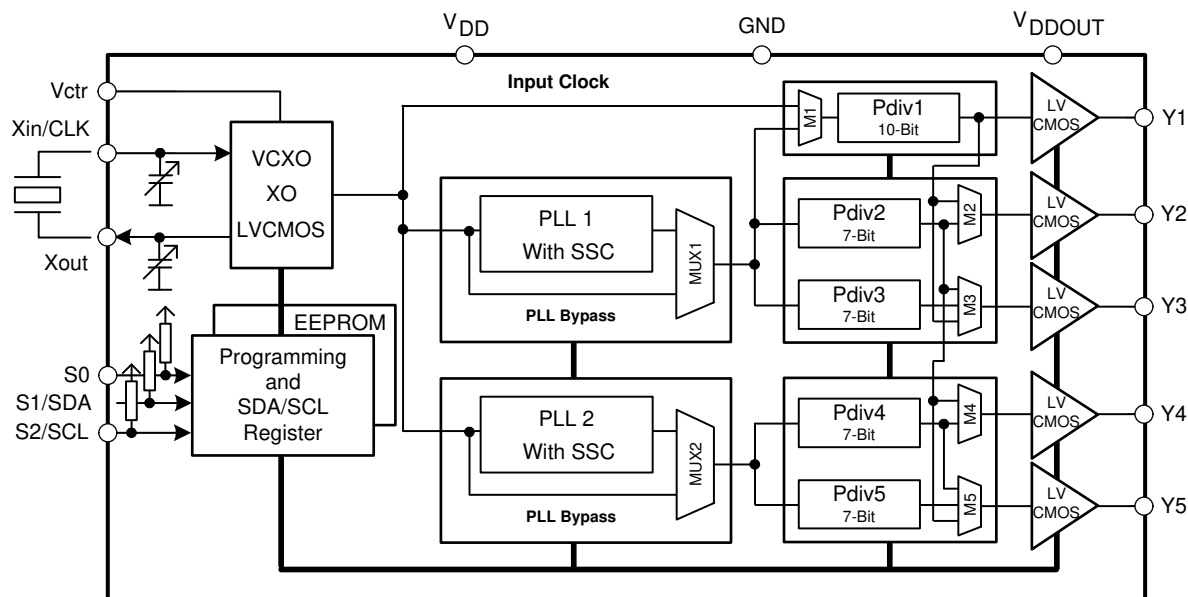 VDD
GND
VDDOUT
Vctr
Input Clock
Xin/CLK
VCXO
XO
LVCMOS
Xout
M1
Pdiv1
10-Bit
LV
CMOS
Y1
PLL 1
With SSC
MUX1
PLL Bypass
Pdiv2
7-Bit
M2
LV
CMOS
Y2
Pdiv3
7-Bit
M3
LV
CMOS
Y3
EEPROM
Programming
and
SDA/SCL
Register
S0
S1/SDA
S2/SCL
PLL 2
With SSC
MUX2
PLL Bypass
Pdiv4
7-Bit
M4
LV
CMOS
Y4
Pdiv5
7-Bit
M5
LV
CMOS
Y5